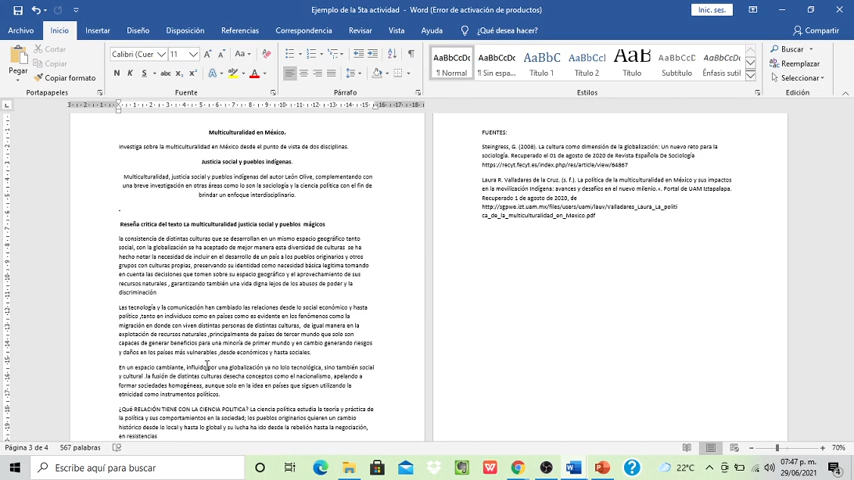 Ejemplo de la 5ta actividad - Word (Error de activación de productos)
Inic. ses.
Archivo Inicio Insertar Diseño Disposición Referencias Correspondencia Revisar Vista Ayuda ¿Qué desea hacer? Compartir
Pegar
Cortar
Copiar
Copiar formato
Portapapeles
Calibri (Cuer 11 A A Aa
N K S abc x₂ x²
Fuente
Párrafo
AaBbCcDc AaBbCcDc AaBbC AaBbCcl AaB AaBbCcD AaBbCcDc
¶ Normal ¶ Sin espa... Título 1 Título 2 Título Subtítulo Énfasis sutil
Estilos
Buscar
Reemplazar
Seleccionar
Edición
Multiculturalidad en México.
Investiga sobre la multiculturalidad en México desde el punto de vista de dos disciplinas.
Justicia social y pueblos indígenas.
Multiculturalidad, justicia social y pueblos indígenas del autor León Olive, complementando con
una breve investigación en otras áreas como lo son la sociología y la ciencia política con el fin de
brindar un enfoque interdisciplinario.
.
Reseña critica del texto La multiculturalidad justicia social y pueblos mágicos
la consistencia de distintas culturas que se desarrollan en un mismo espacio geográfico tanto
social, con la globalización se ha aceptado de mejor manera esta diversidad de culturas se ha
hecho notar la necesidad de incluir en el desarrollo de un país a los pueblos originarios y otros
grupos con culturas propias, preservando su identidad como necesidad básica legitima tomando
en cuenta las decisiones que tomen sobre su espacio geográfico y el aprovechamiento de sus
recursos naturales , garantizando también una vida digna lejos de los abusos de poder y la
discriminación
Las tecnología y la comunicación han cambiado las relaciones desde lo social económico y hasta
político ,tanto en individuos como en países como es evidente en los fenómenos como la
migración en donde con viven distintas personas de distintas culturas, de igual manera en la
explotación de recursos naturales ,principalmente de países de tercer mundo que solo son
capaces de generar beneficios para una minoría de primer mundo y en cambio generando riesgos
y daños en los países más vulnerables ,desde económicos y hasta sociales.
En un espacio cambiante, influido por una globalización ya no lolo tecnológica, sino también social
y cultural .la fusión de distintas culturas desecha conceptos como el nacionalismo, apelando a
formar sociedades homogéneas, aunque solo en la idea en países que siguen utilizando la
etnicidad como instrumentos políticos.
¿Qué RELACIÓN TIENE CON LA CIENCIA POLITICA? La ciencia política estudia la teoría y práctica de
la política y sus comportamientos en la sociedad; los pueblos originarios quieren un cambio
histórico desde lo local y hasta lo global y su lucha ha ido desde la rebelión hasta la negociación,
en resistencias
FUENTES:
Steingress, G. (2008). La cultura como dimensión de la globalización: Un nuevo reto para la
sociología. Recuperado el 01 de agosto de 2020 de Revista Española De Sociología
https://recyt.fecyt.es/index.php/res/article/view/64867
Laura R. Valladares de la Cruz, (s. f.). La política de la multiculturalidad en México y sus impactos
en la movilización Indígena: avances y desafíos en el nuevo milenio.«. Portal de UAM Iztapalapa.
Recuperado 1 de agosto de 2020, de
http://sgpwe.izt.uam.mx/files/users/uami/lauv/Valladares_Laura_La_politi
ca_de_la_multiculturalidad_en_Mexico.pdf
Página 3 de 4 567 palabras 70%
Escribe aquí para buscar
22°C
07:47 p. m.
29/06/2021
4